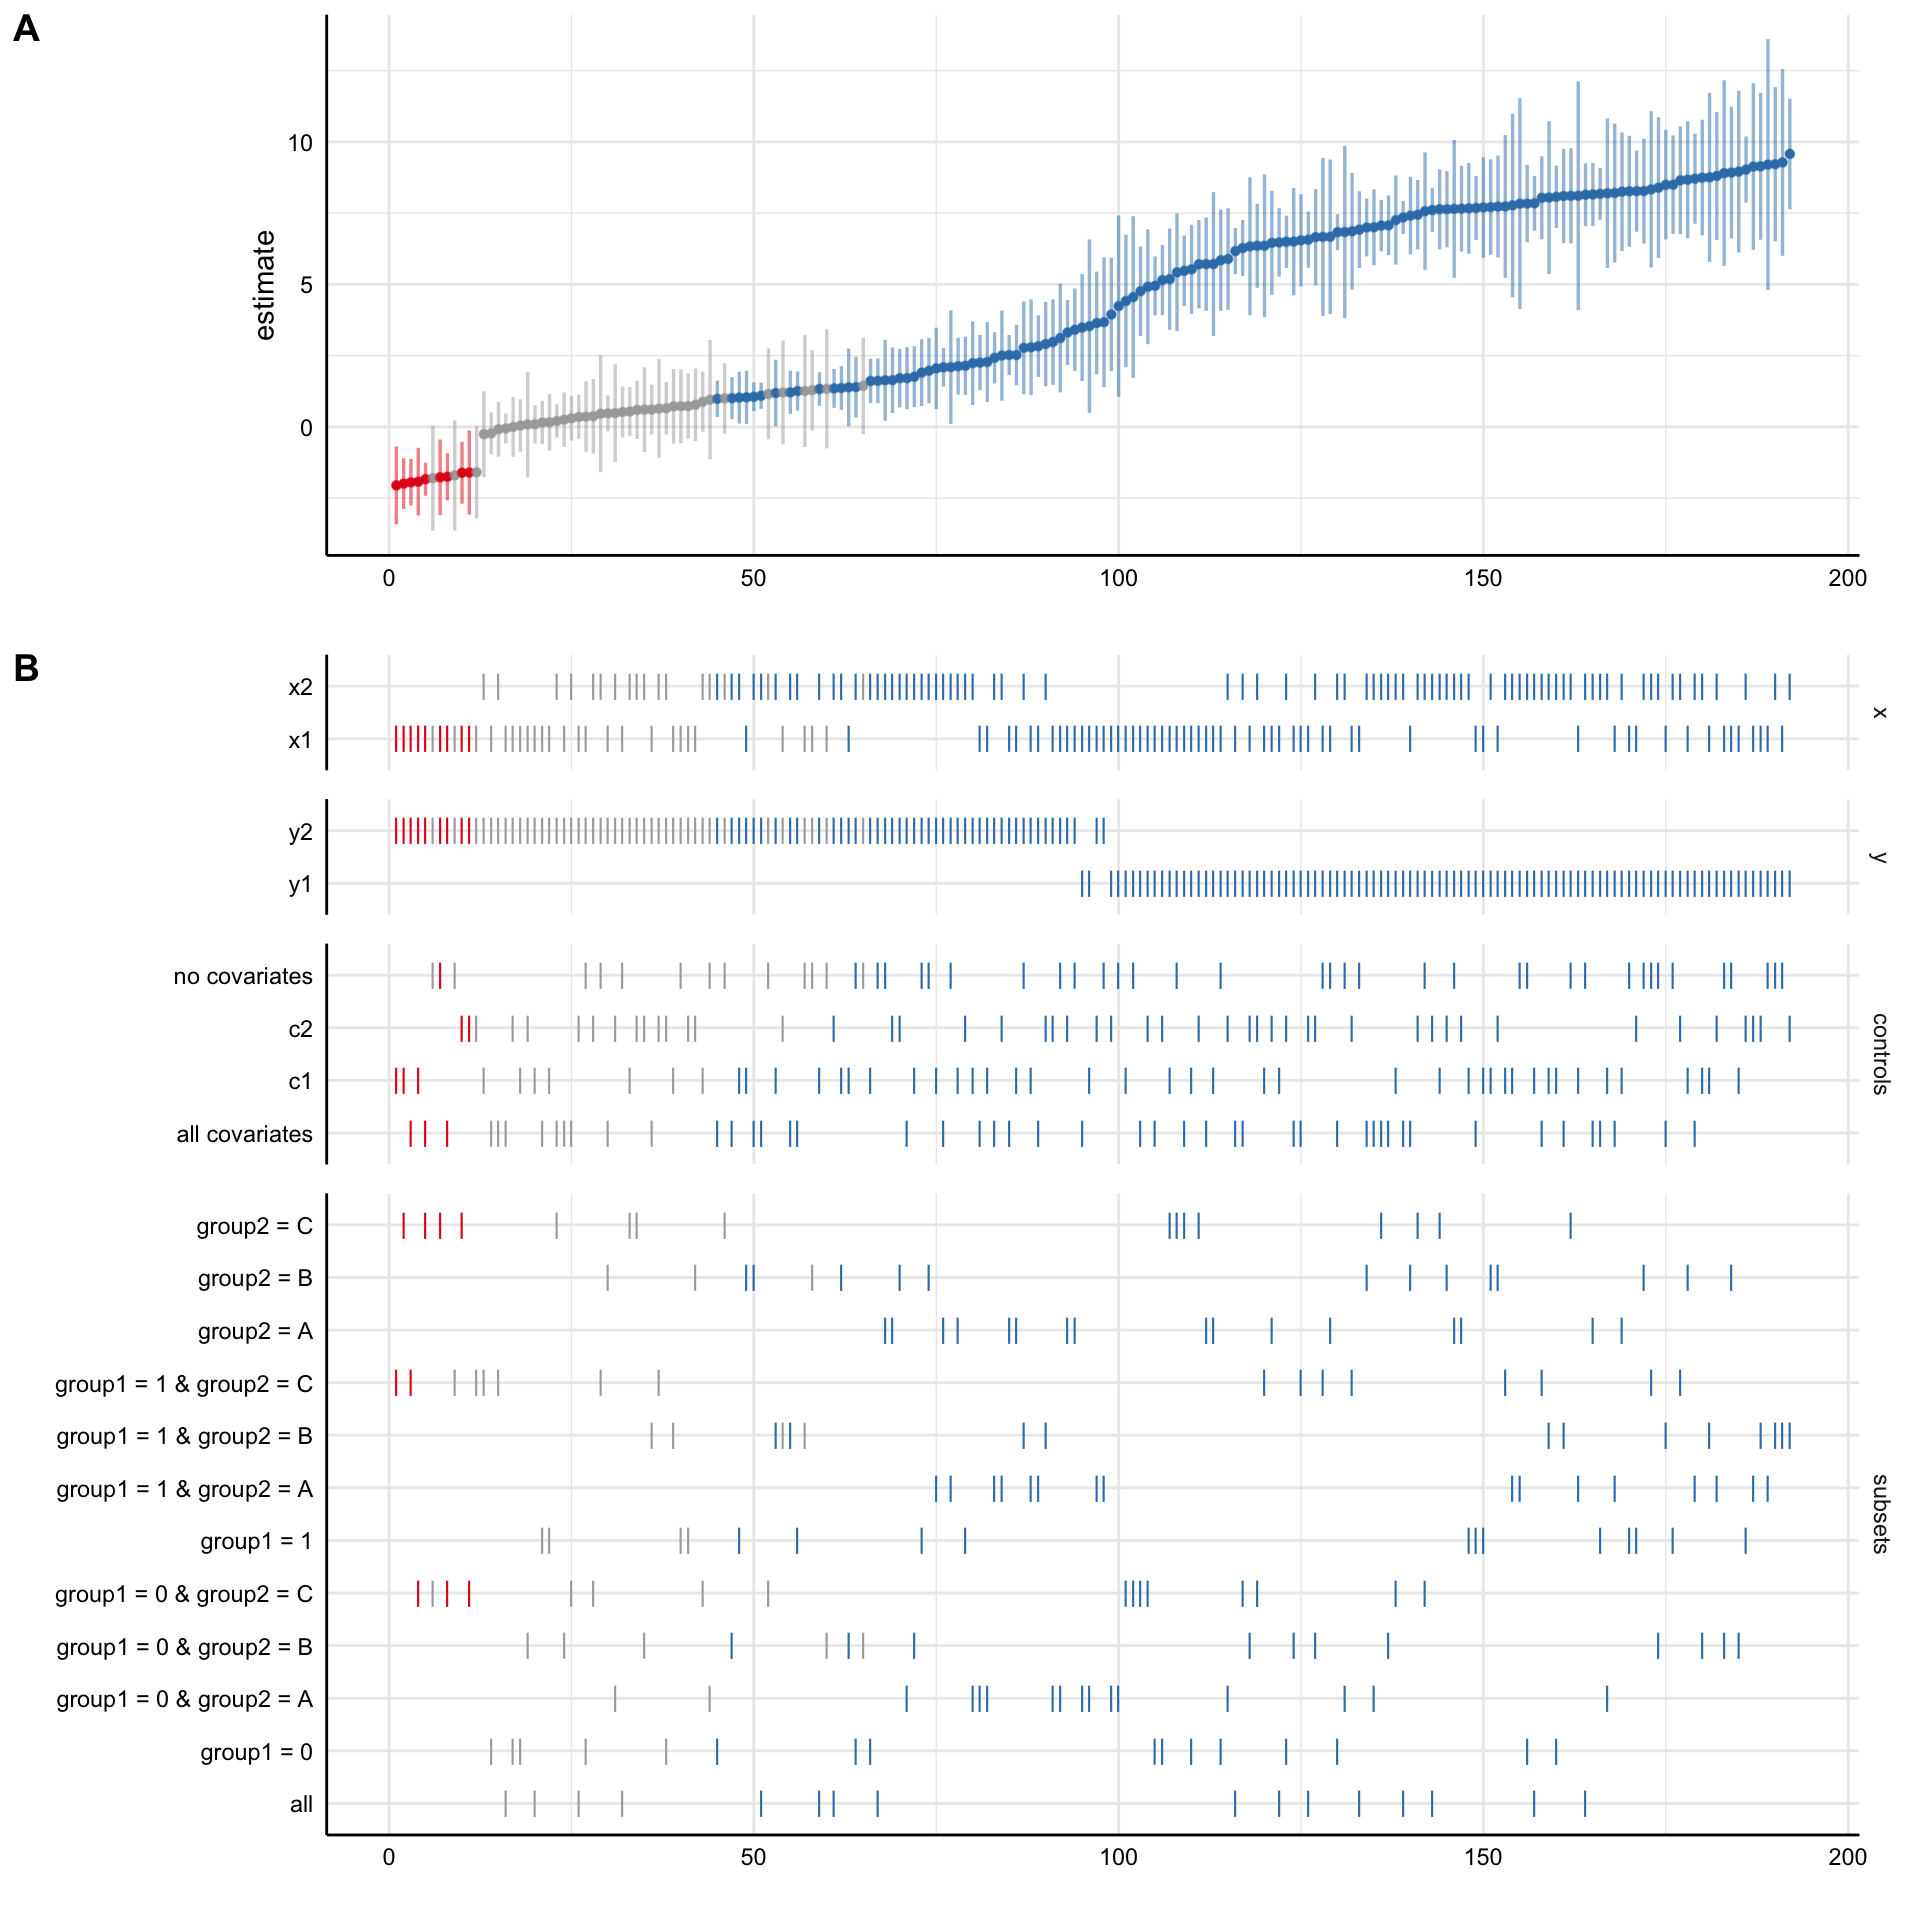 A
estimate
10
5
0
0 50 100 150 200
B
x2
x1
x
y2
y1
y
no covariates
c2
c1
all covariates
controls
group2 = C
group2 = B
group2 = A
group1 = 1 & group2 = C
group1 = 1 & group2 = B
group1 = 1 & group2 = A
group1 = 1
group1 = 0 & group2 = C
group1 = 0 & group2 = B
group1 = 0 & group2 = A
group1 = 0
all
subsets
0 50 100 150 200